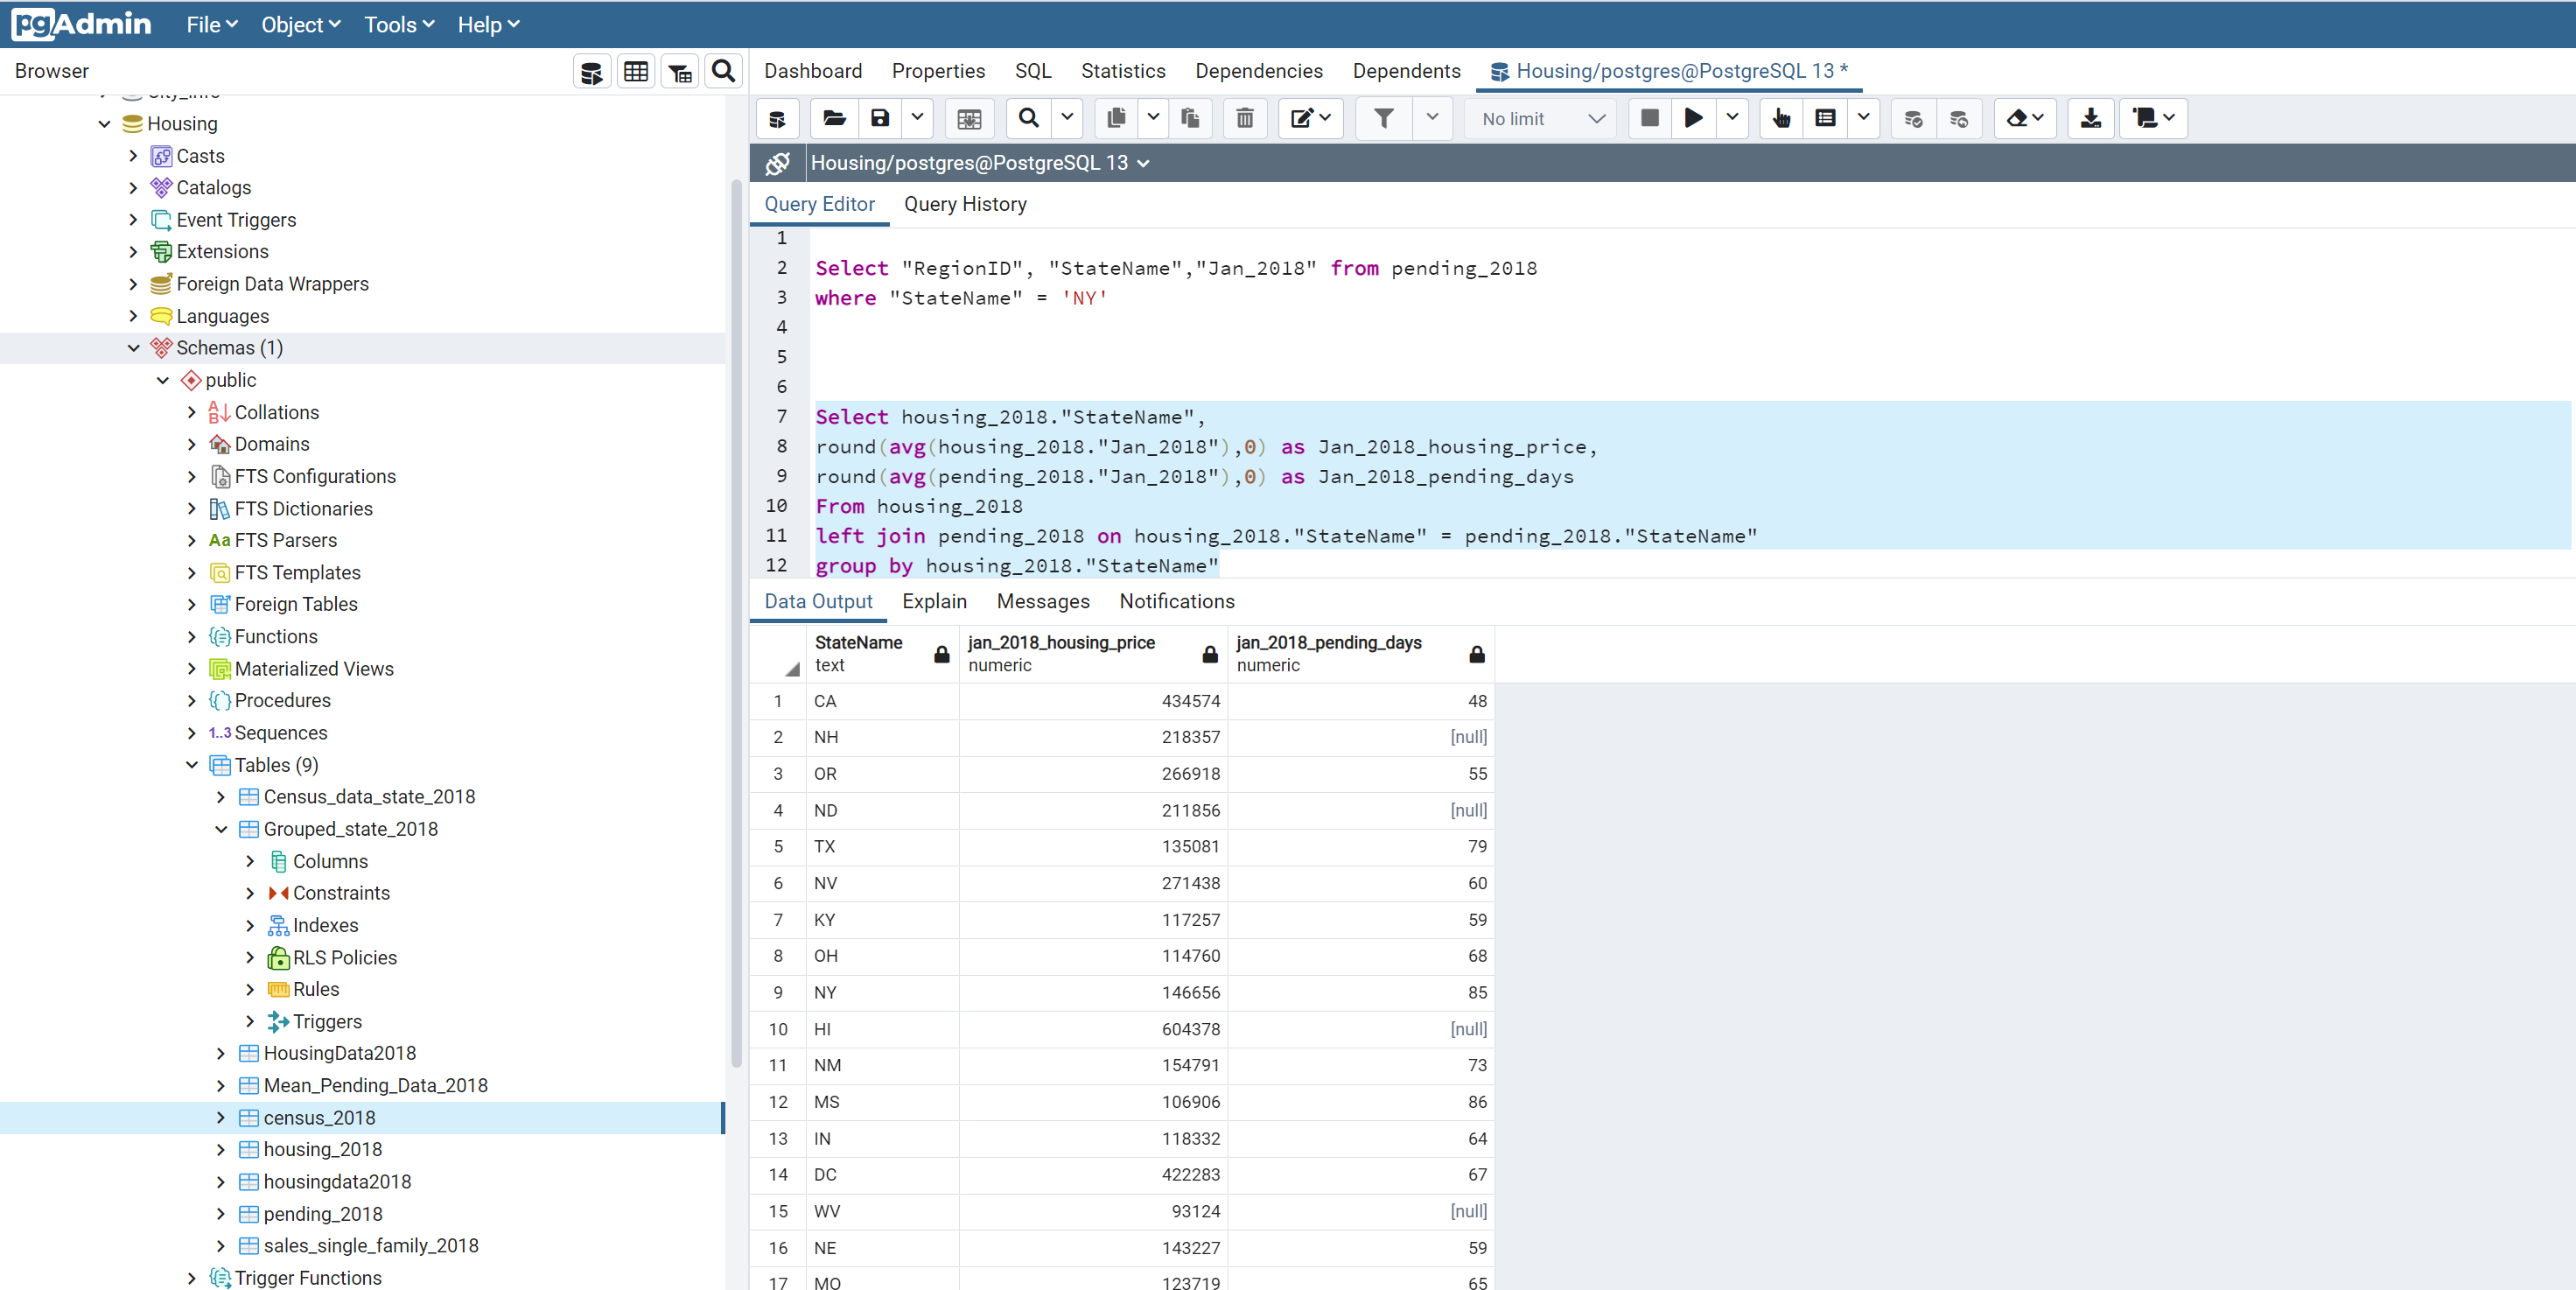 pgAdmin File Object Tools Help
Browser
City_info
Housing
Casts
Catalogs
Event Triggers
Extensions
Foreign Data Wrappers
Languages
Schemas (1)
public
Collations
Domains
FTS Configurations
FTS Dictionaries
Aa FTS Parsers
FTS Templates
Foreign Tables
Functions
Materialized Views
Procedures
1..3 Sequences
Tables (9)
Census_data_state_2018
Grouped_state_2018
Columns
Constraints
Indexes
RLS Policies
Rules
Triggers
HousingData2018
Mean_Pending_Data_2018
census_2018
housing_2018
housingdata2018
pending_2018
sales_single_family_2018
Trigger Functions
Dashboard Properties SQL Statistics Dependencies Dependents Housing/postgres@PostgreSQL 13 *
No limit
Housing/postgres@PostgreSQL 13
Query Editor Query History
1
2 Select "RegionID", "StateName","Jan_2018" from pending_2018
3 where "StateName" = 'NY'
4
5
6
7 Select housing_2018."StateName",
8 round(avg(housing_2018."Jan_2018"),0) as Jan_2018_housing_price,
9 round(avg(pending_2018."Jan_2018"),0) as Jan_2018_pending_days
10 From housing_2018
11 left join pending_2018 on housing_2018."StateName" = pending_2018."StateName"
12 group by housing_2018."StateName"
Data Output Explain Messages Notifications
StateName jan_2018_housing_price jan_2018_pending_days
text numeric numeric
1 CA 434574 48
2 NH 218357 [null]
3 OR 266918 55
4 ND 211856 [null]
5 TX 135081 79
6 NV 271438 60
7 KY 117257 59
8 OH 114760 68
9 NY 146656 85
10 HI 604378 [null]
11 NM 154791 73
12 MS 106906 86
13 IN 118332 64
14 DC 422283 67
15 WV 93124 [null]
16 NE 143227 59
17 MO 123719 65